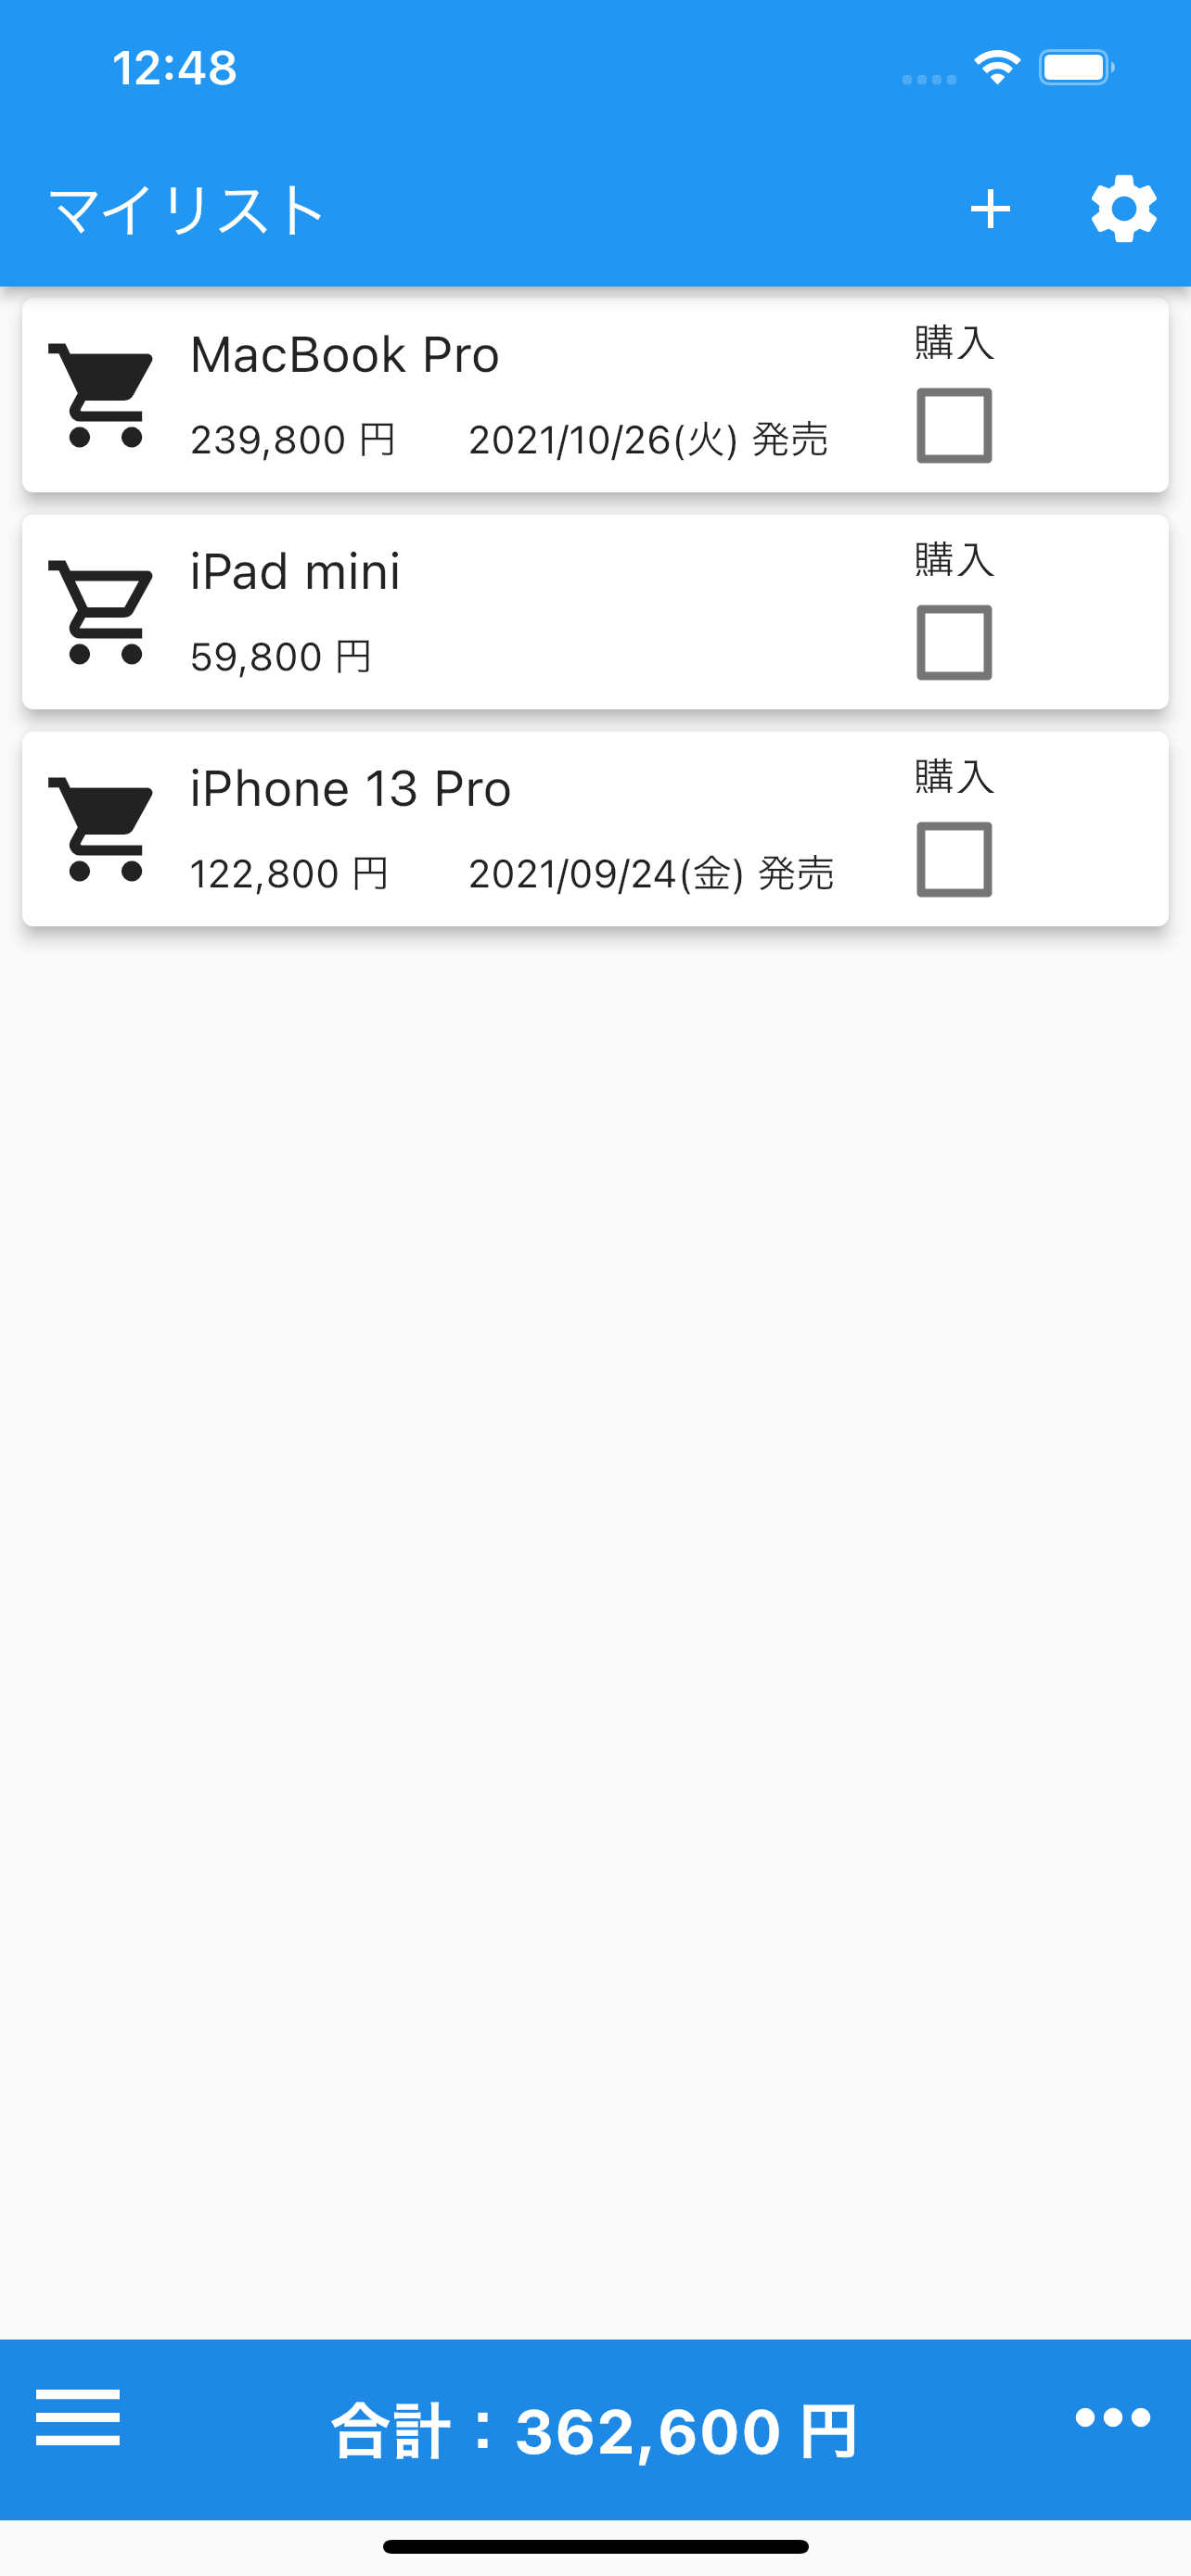 12:48
マイリスト
MacBook Pro
購入
239,800 円 2021/10/26(火) 発売
iPad mini
購入
59,800 円
iPhone 13 Pro
購入
122,800 円 2021/09/24(金) 発売
合計：362,600 円